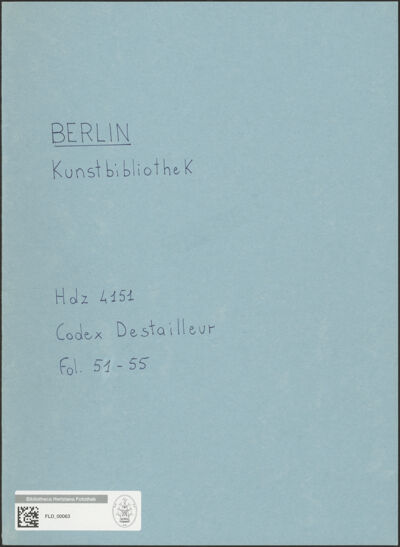 BERLIN
Kunstbibliothek
Hdz 4151
Codex Destailleur
Fol. 51-55
Bibliotheca Hertziana Fotothek
FLD_00063